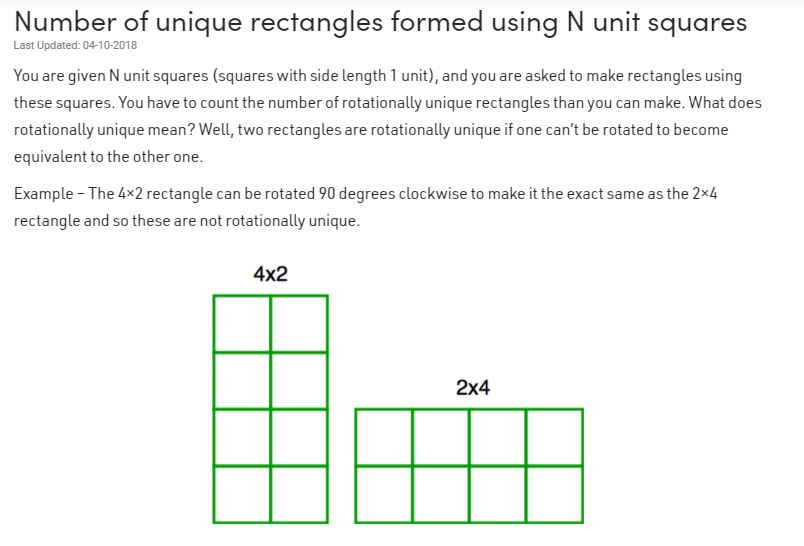 Number of unique rectangles formed using N unit squares
Last Updated: 04-10-2018
You are given N unit squares (squares with side length 1 unit), and you are asked to make rectangles using
these squares. You have to count the number of rotationally unique rectangles than you can make. What does
rotationally unique mean? Well, two rectangles are rotationally unique if one can't be rotated to become
equivalent to the other one.
Example – The 4×2 rectangle can be rotated 90 degrees clockwise to make it the exact same as the 2×4
rectangle and so these are not rotationally unique.
4x2
2x4